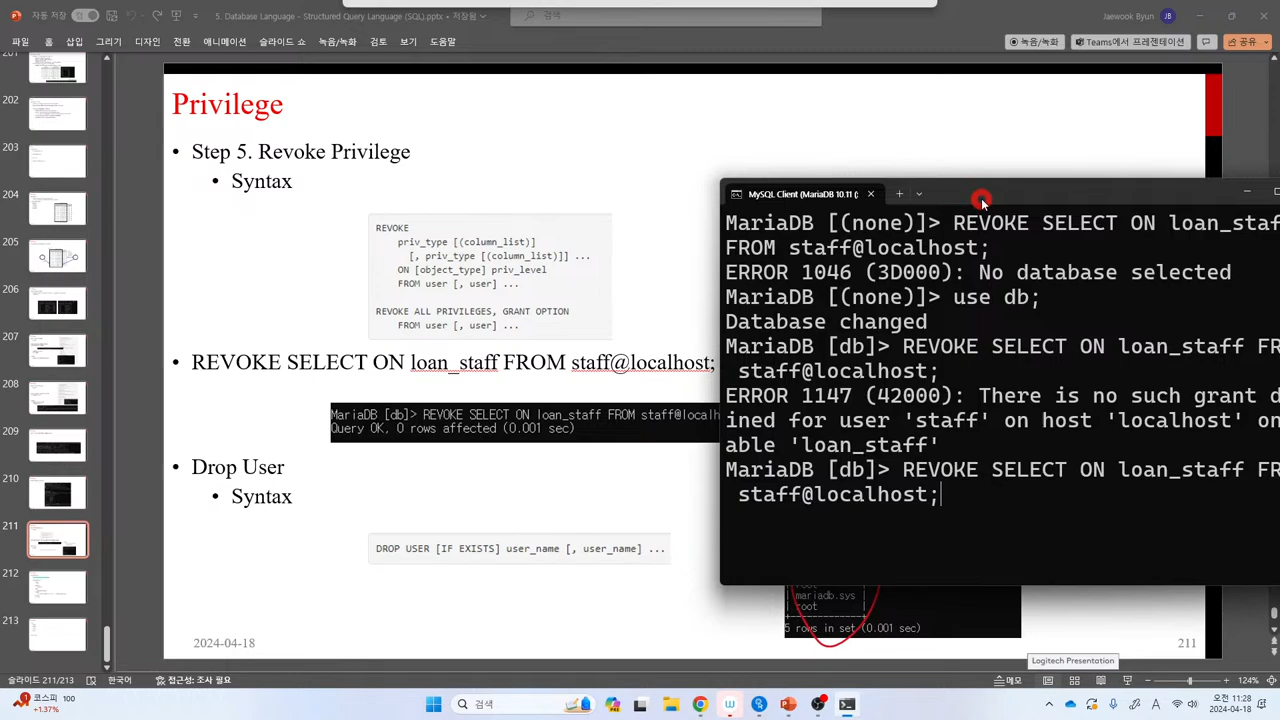 5. Database Language - Structured Query Language (SQL).pptx • 저장됨
검색
Jaewook Byun
JB
파일
홈
삽입
그리기
디자인
전환
애니메이션
슬라이드 쇼
기록
검토
보기
도움말
녹음/녹화
Teams에서 프레젠테이션
공유
202
203
204
205
206
207
208
209
210
211
212
213
Privilege
• Step 5. Revoke Privilege
• Syntax
REVOKE
priv_type [(column_list)]
[, priv_type [(column_list)]] ...
ON [object_type] priv_level
FROM user [, user] ...
REVOKE ALL PRIVILEGES, GRANT OPTION
FROM user [, user] ...
• REVOKE SELECT ON loan_staff FROM staff@localhost;
MariaDB [db]> REVOKE SELECT ON loan_staff FROM staff@localh
Query OK, 0 rows affected (0.001 sec)
• Drop User
• Syntax
DROP USER [IF EXISTS] user_name [, user_name] ...
2024-04-18
211
MySQL Client (MariaDB 10.11 (
MariaDB [(none)]> REVOKE SELECT ON loan_staf
FROM staff@localhost;
ERROR 1046 (3D000): No database selected
MariaDB [(none)]> use db;
Database changed
MariaDB [db]> REVOKE SELECT ON loan_staff FR
staff@localhost;
ERROR 1147 (42000): There is no such grant d
ined for user 'staff' on host 'localhost' on
able 'loan_staff'
MariaDB [db]> REVOKE SELECT ON loan_staff FR
staff@localhost;
| mariadb.sys |
| root
5 rows in set (0.001 sec)
Logitech Presentation
슬라이드 211/213
한국어
접근성: 조사 필요
메모
124%
코스피 100
+1.37%
검색
A
오전 11:28
2024-04-18